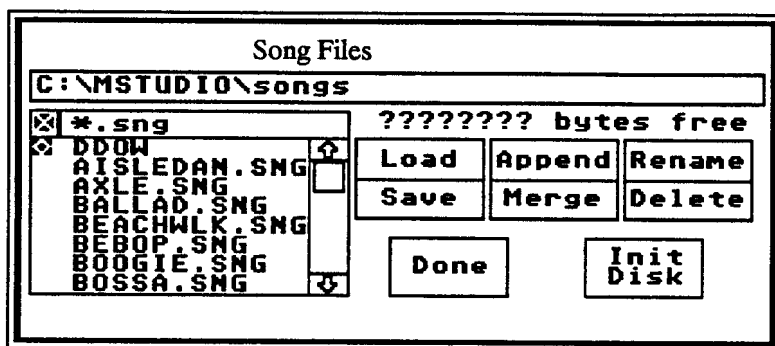 Song Files
C:\MSTUDIO\songs
*.sng
???????? bytes free
DDOW
AISLEDAN.SNG
AXLE.SNG
BALLAD.SNG
BEACHWLK.SNG
BEBOP.SNG
BOOGIE.SNG
BOSSA.SNG
Load Append Rename
Save Merge Delete
Done
Init
Disk